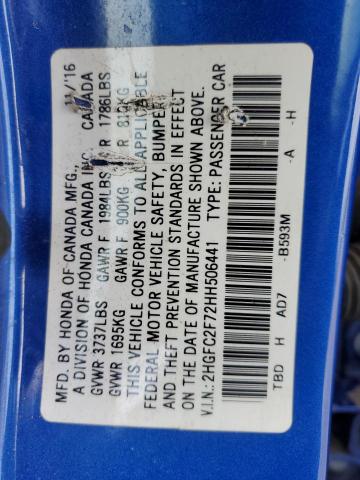 MFD. BY HONDA OF CANADA MFG., 11/16
A DIVISION OF HONDA CANADA INC. CANADA
GVWR 3737LBS GAWR F 1984LBS R 1786LBS
GVWR 1695KG GAWR F 900KG R 810KG
THIS VEHICLE CONFORMS TO ALL APPLICABLE
FEDERAL MOTOR VEHICLE SAFETY, BUMPER
AND THEFT PREVENTION STANDARDS IN EFFECT
ON THE DATE OF MANUFACTURE SHOWN ABOVE.
V.I.N.: 2HGFC2F72HH506441 TYPE: PASSENGER CAR
TBD H AD7 -B593M -A -H